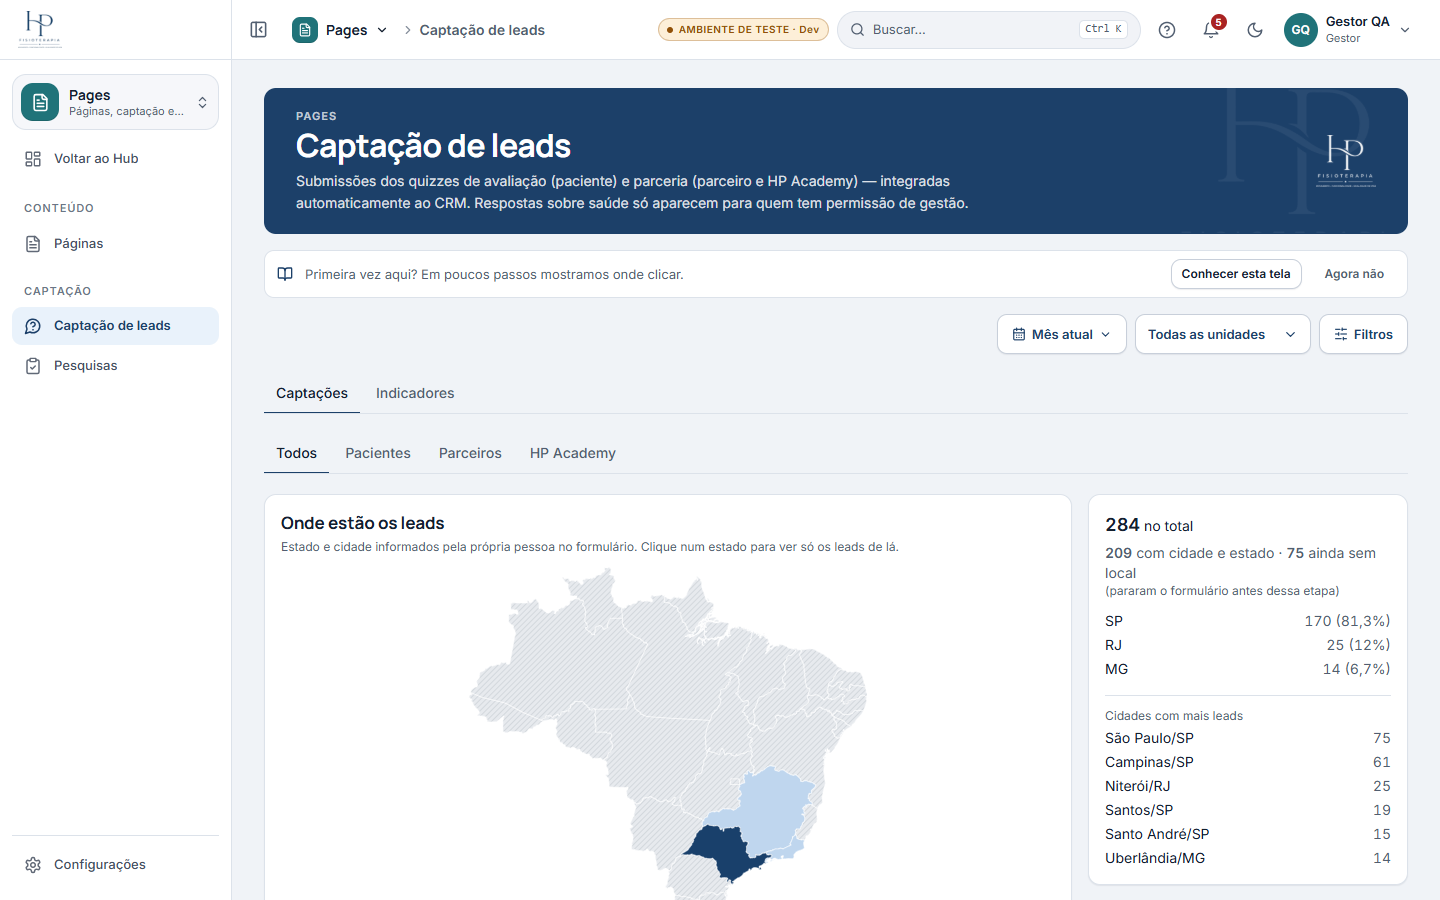 HP
FISIOTERAPIA
Pages
Captação de leads
AMBIENTE DE TESTE · Dev
Buscar...
Ctrl K
5
GQ
Gestor QA
Gestor
Pages
Páginas, captação e...
Voltar ao Hub
CONTEÚDO
Páginas
CAPTAÇÃO
Captação de leads
Pesquisas
Configurações
PAGES
Captação de leads
Submissões dos quizzes de avaliação (paciente) e parceria (parceiro e HP Academy) — integradas
automaticamente ao CRM. Respostas sobre saúde só aparecem para quem tem permissão de gestão.
HP
FISIOTERAPIA
Primeira vez aqui? Em poucos passos mostramos onde clicar.
Conhecer esta tela
Agora não
Mês atual
Todas as unidades
Filtros
Captações
Indicadores
Todos
Pacientes
Parceiros
HP Academy
Onde estão os leads
Estado e cidade informados pela própria pessoa no formulário. Clique num estado para ver só os leads de lá.
284 no total
209 com cidade e estado · 75 ainda sem
local
(pararam o formulário antes dessa etapa)
SP 170 (81,3%)
RJ 25 (12%)
MG 14 (6,7%)
Cidades com mais leads
São Paulo/SP 75
Campinas/SP 61
Niterói/RJ 25
Santos/SP 19
Santo André/SP 15
Uberlândia/MG 14